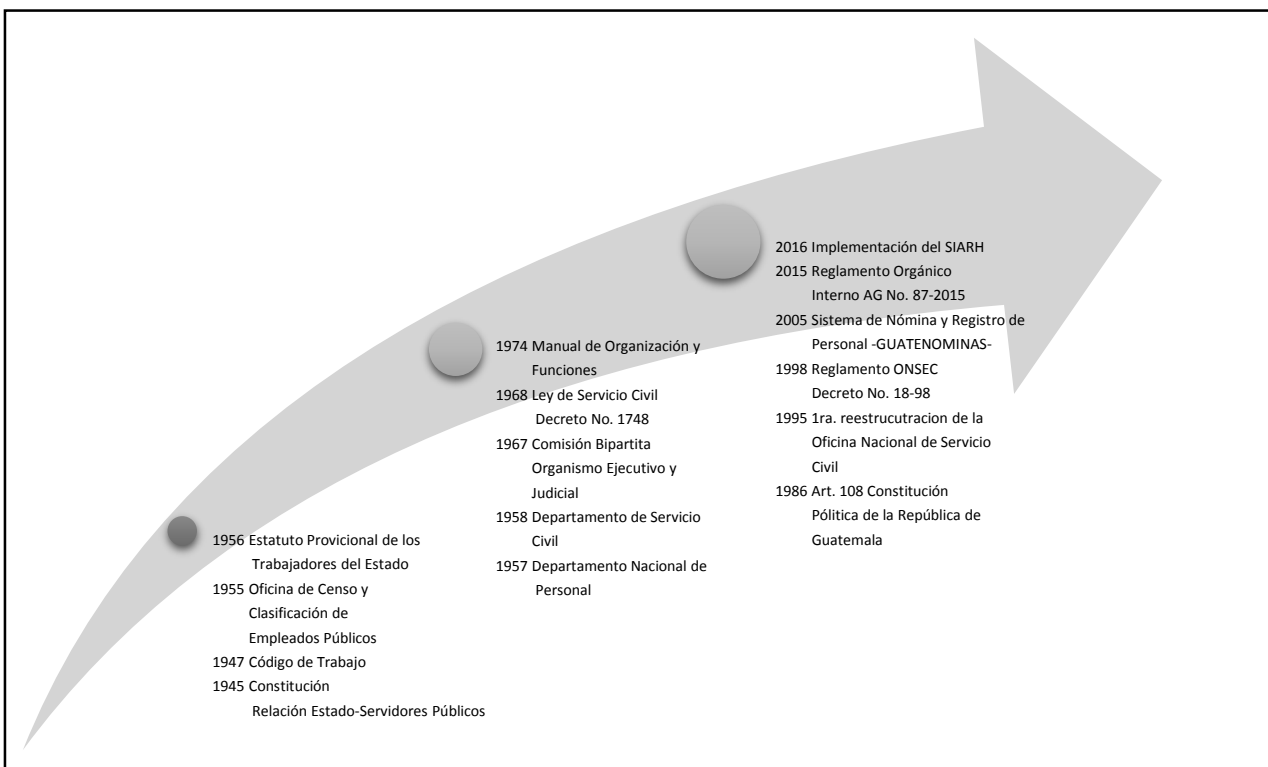 1956 Estatuto Provicional de los
Trabajadores del Estado
1955 Oficina de Censo y
Clasificación de
Empleados Públicos
1947 Código de Trabajo
1945 Constitución
Relación Estado-Servidores Públicos
1974 Manual de Organización y
Funciones
1968 Ley de Servicio Civil
Decreto No. 1748
1967 Comisión Bipartita
Organismo Ejecutivo y
Judicial
1958 Departamento de Servicio
Civil
1957 Departamento Nacional de
Personal
2016 Implementación del SIARH
2015 Reglamento Orgánico
Interno AG No. 87-2015
2005 Sistema de Nómina y Registro de
Personal -GUATENOMINAS-
1998 Reglamento ONSEC
Decreto No. 18-98
1995 1ra. reestrucutracion de la
Oficina Nacional de Servicio
Civil
1986 Art. 108 Constitución
Pólitica de la República de
Guatemala